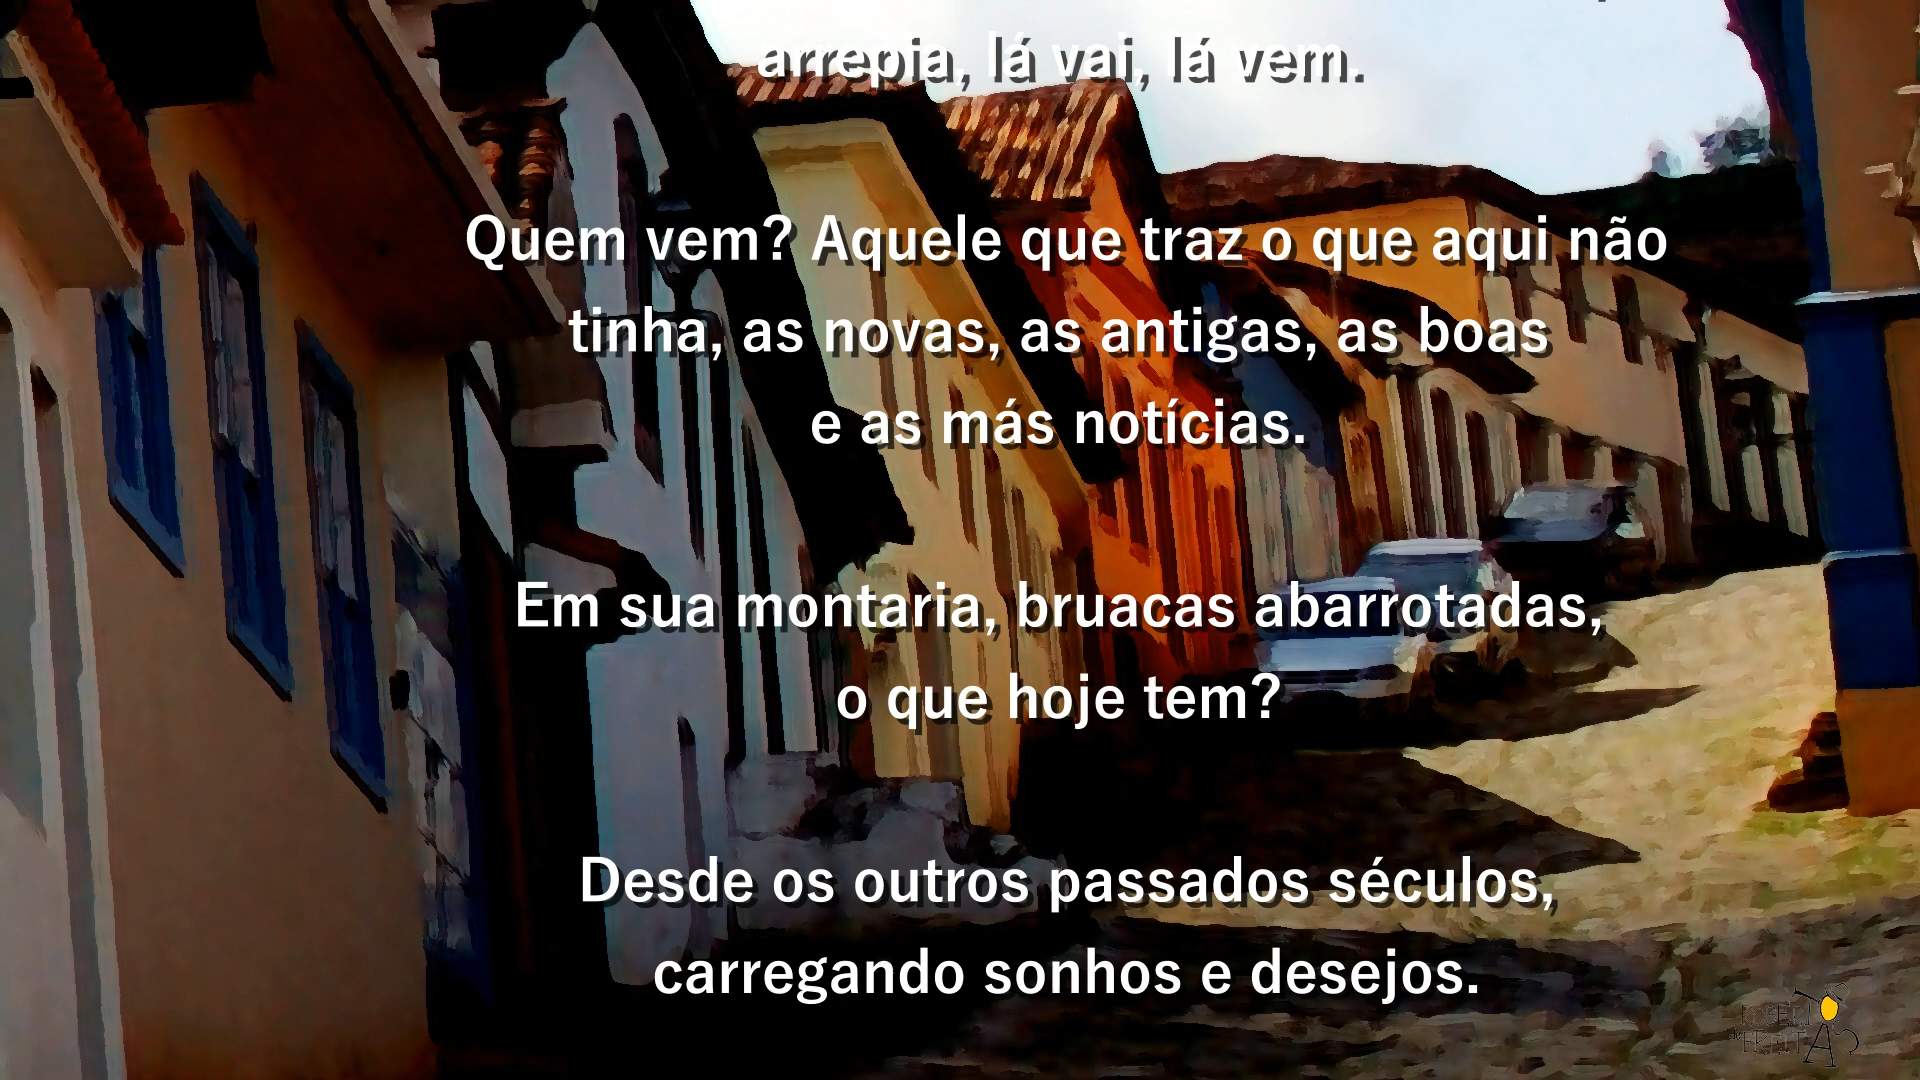 arrepia, lá vai, lá vem.
Quem vem? Aquele que traz o que aqui não
tinha, as novas, as antigas, as boas
e as más notícias.
Em sua montaria, bruacas abarrotadas,
o que hoje tem?
Desde os outros passados séculos,
carregando sonhos e desejos.